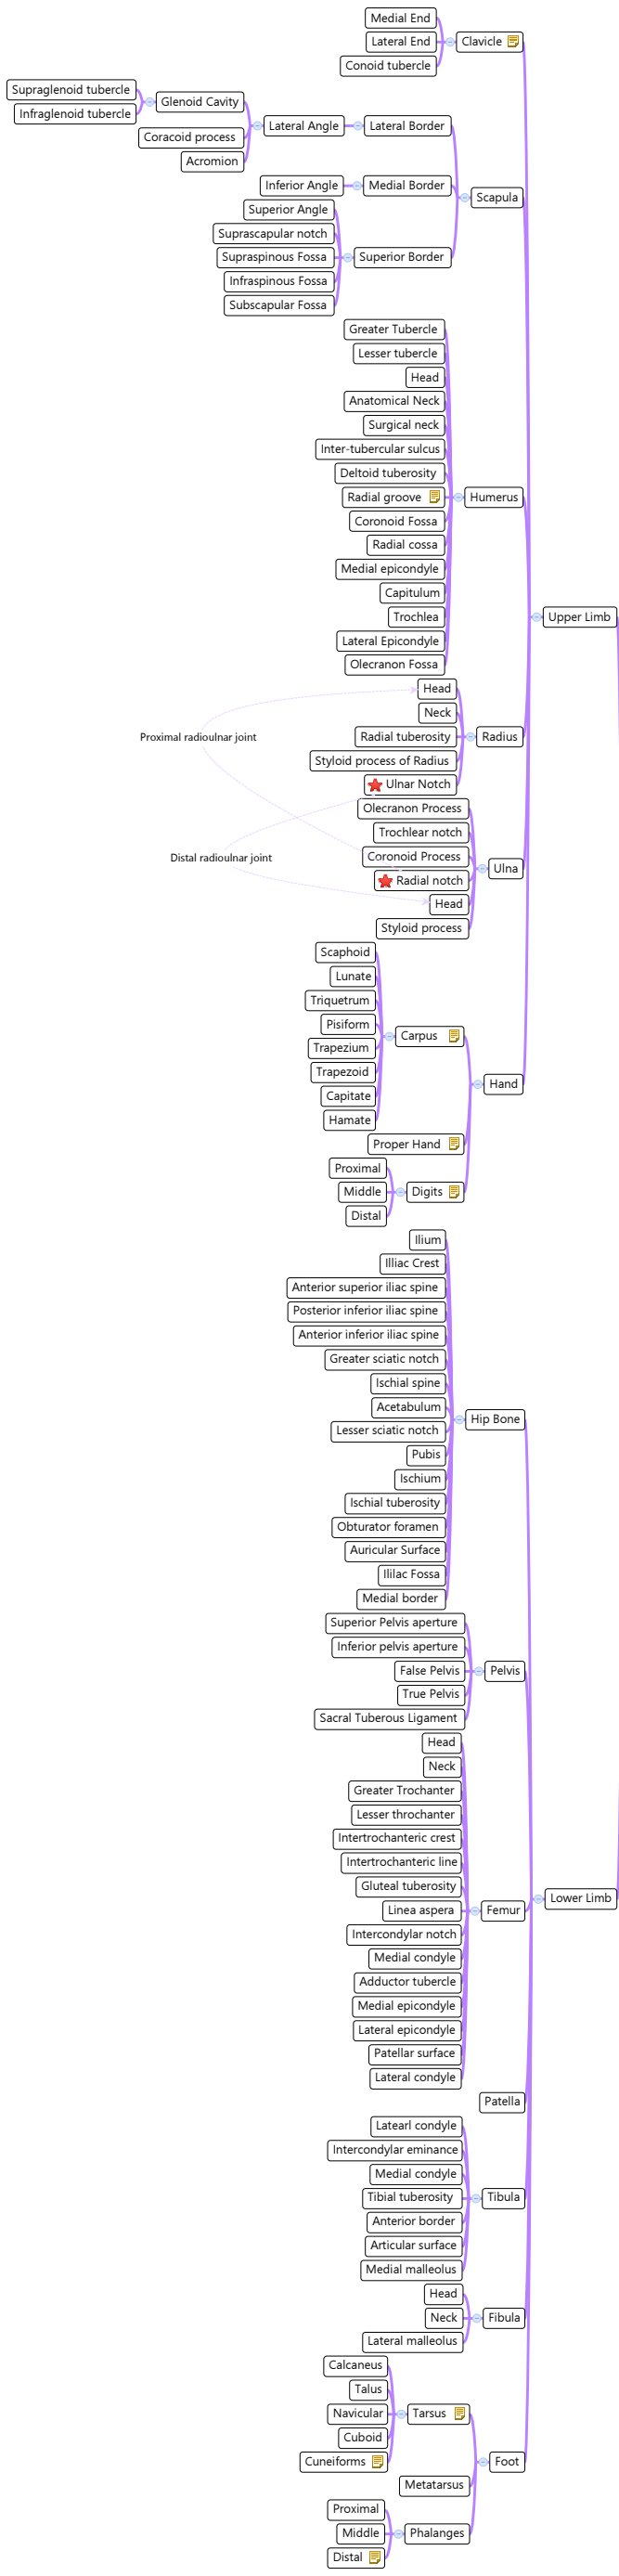 Medial End
Lateral End
Conoid tubercle
Clavicle
Supraglenoid tubercle
Infraglenoid tubercle
Glenoid Cavity
Coracoid process
Acromion
Lateral Angle
Lateral Border
Inferior Angle
Medial Border
Superior Angle
Suprascapular notch
Supraspinous Fossa
Infraspinous Fossa
Subscapular Fossa
Superior Border
Scapula
Greater Tubercle
Lesser tubercle
Head
Anatomical Neck
Surgical neck
Inter-tubercular sulcus
Deltoid tuberosity
Radial groove
Coronoid Fossa
Radial cossa
Medial epicondyle
Capitulum
Trochlea
Lateral Epicondyle
Olecranon Fossa
Humerus
Upper Limb
Head
Neck
Radial tuberosity
Styloid process of Radius
Ulnar Notch
Radius
Proximal radioulnar joint
Olecranon Process
Trochlear notch
Coronoid Process
Radial notch
Head
Styloid process
Ulna
Distal radioulnar joint
Scaphoid
Lunate
Triquetrum
Pisiform
Trapezium
Trapezoid
Capitate
Hamate
Carpus
Proper Hand
Proximal
Middle
Distal
Digits
Hand
Ilium
Illiac Crest
Anterior superior iliac spine
Posterior inferior iliac spine
Anterior inferior iliac spine
Greater sciatic notch
Ischial spine
Acetabulum
Lesser sciatic notch
Pubis
Ischium
Ischial tuberosity
Obturator foramen
Auricular Surface
Ililac Fossa
Medial border
Hip Bone
Superior Pelvis aperture
Inferior pelvis aperture
False Pelvis
True Pelvis
Sacral Tuberous Ligament
Pelvis
Head
Neck
Greater Trochanter
Lesser throchanter
Intertrochanteric crest
Intertrochanteric line
Gluteal tuberosity
Linea aspera
Intercondylar notch
Medial condyle
Adductor tubercle
Medial epicondyle
Lateral epicondyle
Patellar surface
Lateral condyle
Femur
Lower Limb
Patella
Latearl condyle
Intercondylar eminance
Medial condyle
Tibial tuberosity
Anterior border
Articular surface
Medial malleolus
Tibula
Head
Neck
Lateral malleolus
Fibula
Calcaneus
Talus
Navicular
Cuboid
Cuneiforms
Tarsus
Metatarsus
Proximal
Middle
Distal
Phalanges
Foot